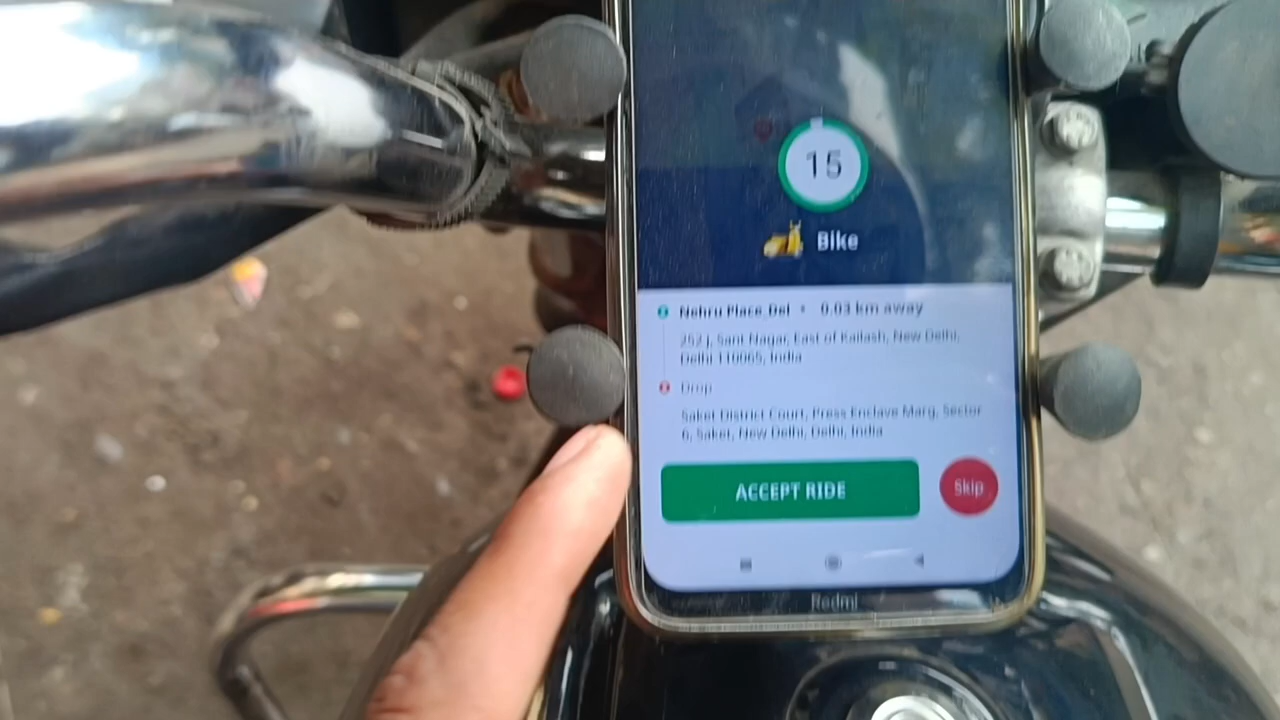 15
Bike
Nehru Place Del • 0.03 km away
252 J, Sant Nagar, East of Kailash, New Delhi,
Delhi 110065, India
Drop
Saket District Court, Press Enclave Marg, Sector
6, Saket, New Delhi, Delhi, India
ACCEPT RIDE
Skip
Redmi